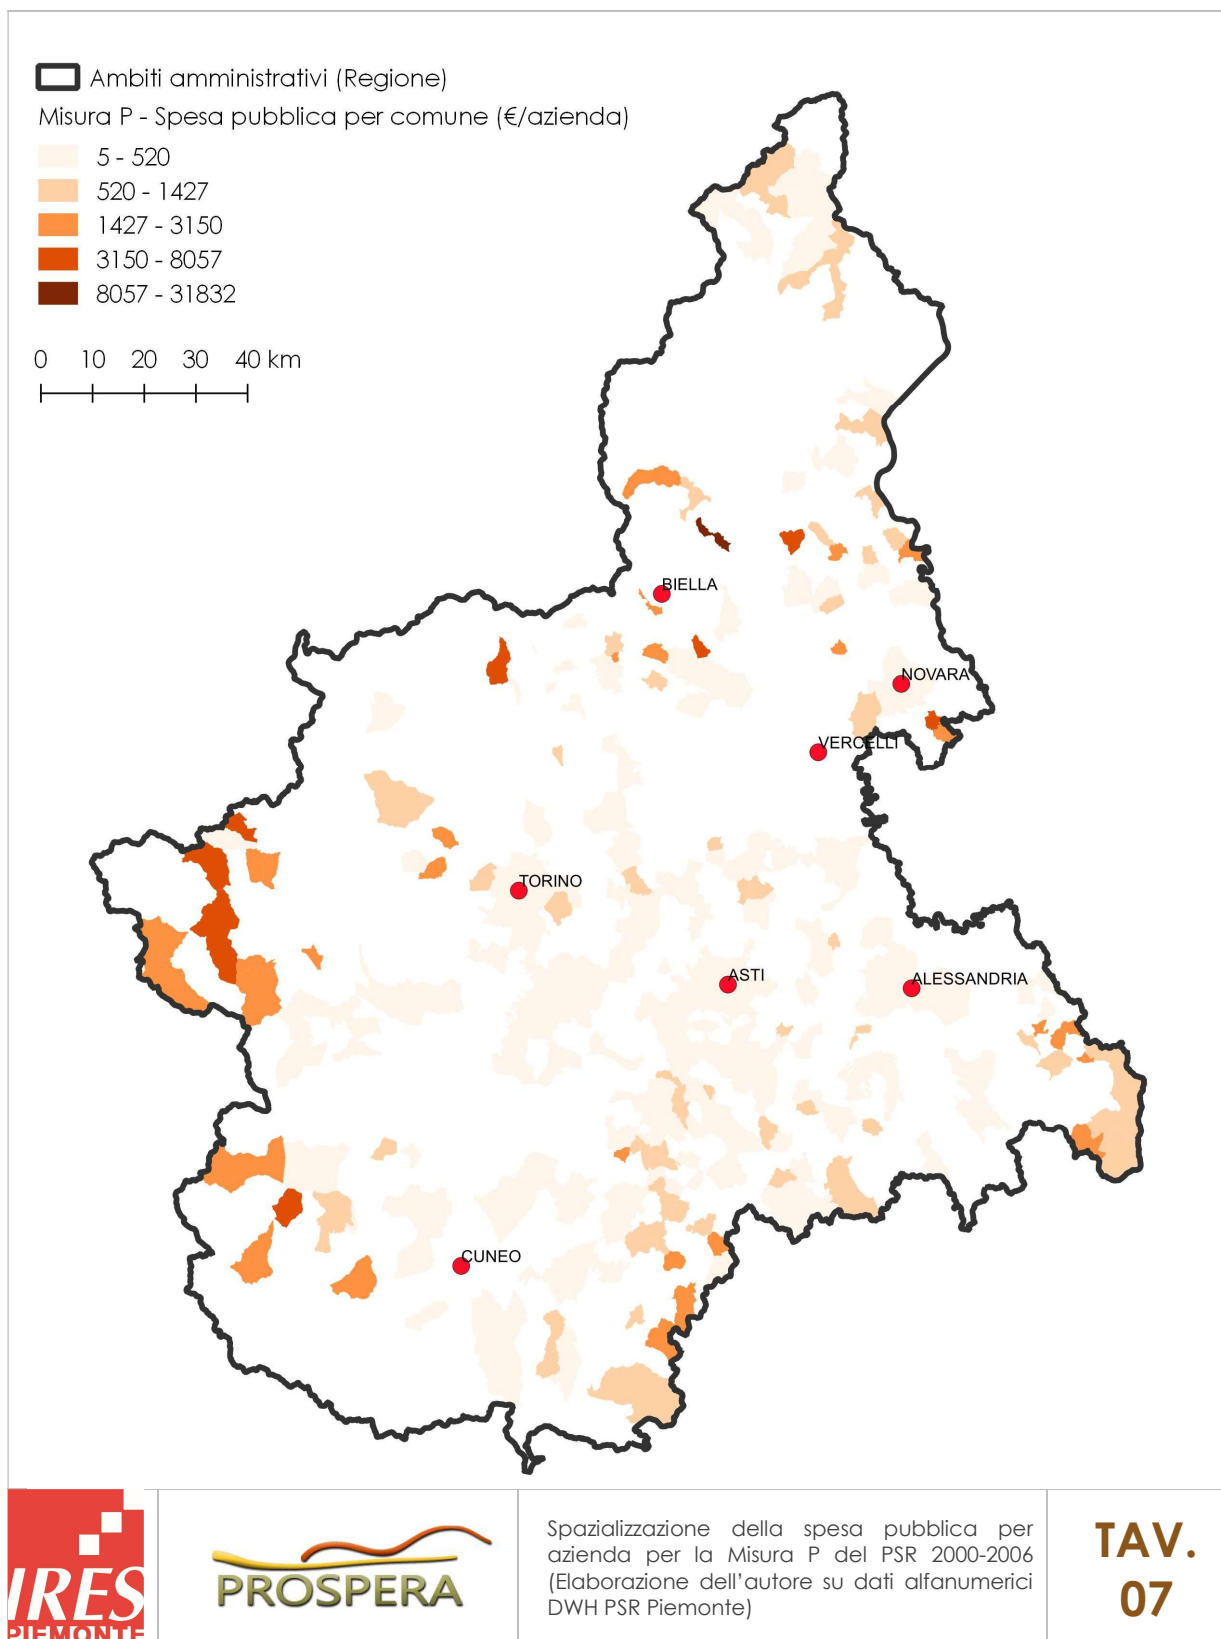 Ambiti amministrativi (Regione)
Misura P - Spesa pubblica per comune (€/azienda)
5 - 520
520 - 1427
1427 - 3150
3150 - 8057
8057 - 31832
0 10 20 30 40 km
BIELLA
NOVARA
VERCELLI
TORINO
ASTI
ALESSANDRIA
CUNEO
IRES
PIEMONTE
PROSPERA
Spazializzazione della spesa pubblica per
azienda per la Misura P del PSR 2000-2006
(Elaborazione dell'autore su dati alfanumerici
DWH PSR Piemonte)
TAV.
07